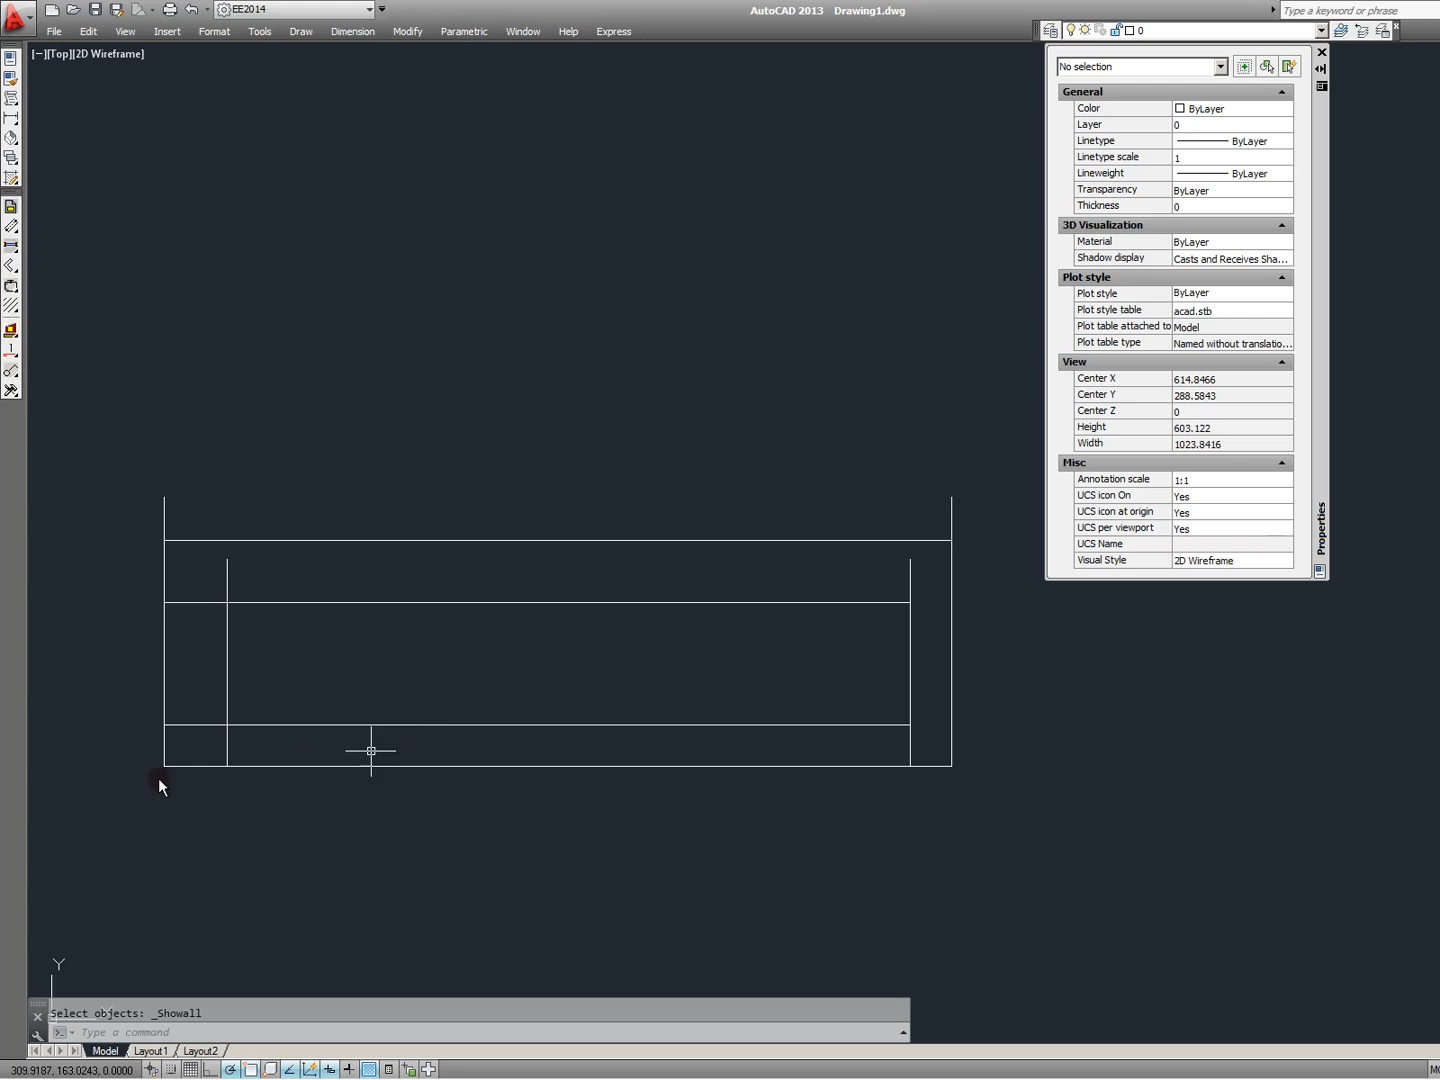 EE2014
AutoCAD 2013 Drawing1.dwg
Type a keyword or phrase
File Edit View Insert Format Tools Draw Dimension Modify Parametric Window Help Express
0
[−][Top][2D Wireframe]
No selection
General
Color ByLayer
Layer 0
Linetype ByLayer
Linetype scale 1
Lineweight ByLayer
Transparency ByLayer
Thickness 0
3D Visualization
Material ByLayer
Shadow display Casts and Receives Sha...
Plot style
Plot style ByLayer
Plot style table acad.stb
Plot table attached to Model
Plot table type Named without translatio...
View
Center X 614.8466
Center Y 288.5843
Center Z 0
Height 603.122
Width 1023.8416
Misc
Annotation scale 1:1
UCS icon On Yes
UCS icon at origin Yes
UCS per viewport Yes
UCS Name
Visual Style 2D Wireframe
Properties
Y
Select objects: _Showall
Type a command
Model Layout1 Layout2
309.9187, 163.0243, 0.0000